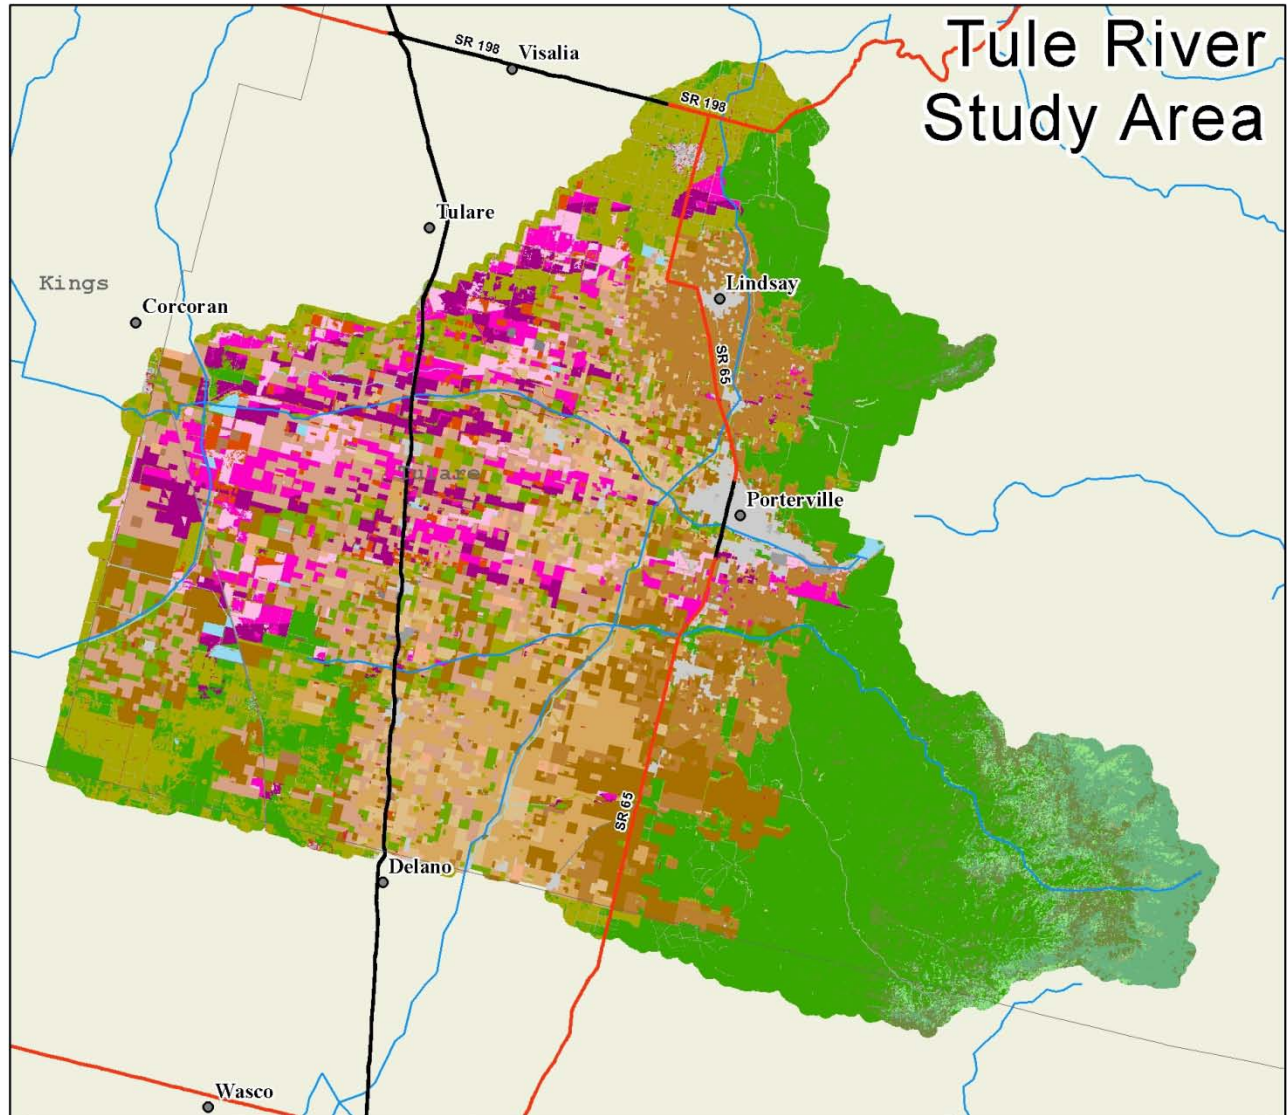 Tule River
Study Area
SR 198
Visalia
SR 198
Tulare
Kings
Corcoran
Lindsay
SR 65
Tulare
Porterville
SR 65
Delano
Wasco